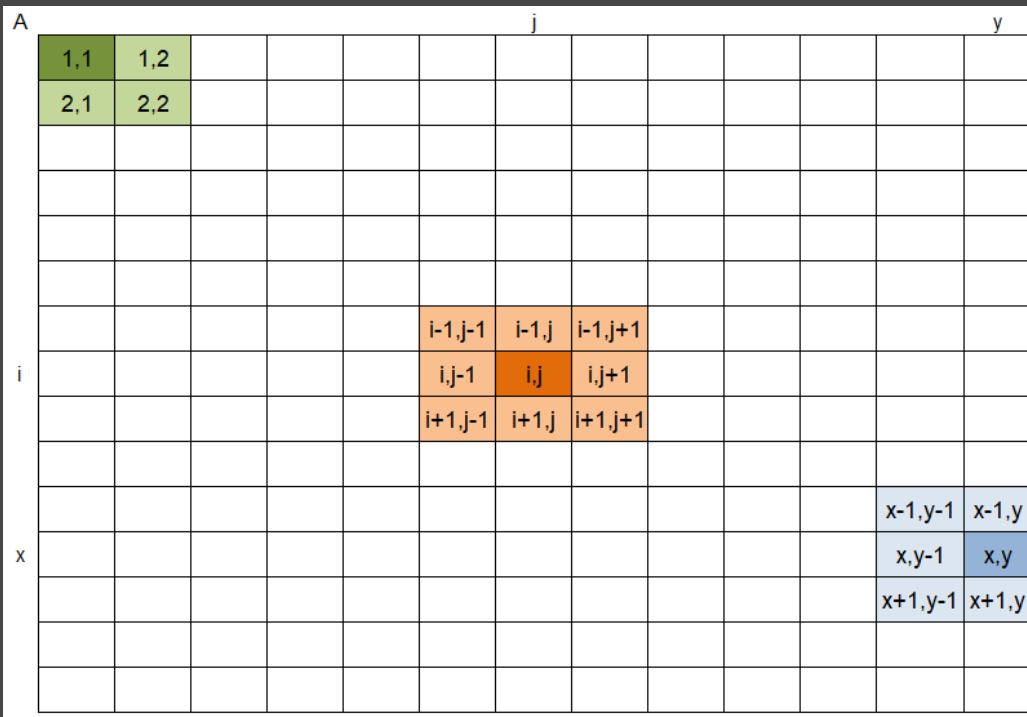 A j y
1,1 1,2
2,1 2,2
i-1,j-1 i-1,j i-1,j+1
i i,j-1 i,j i,j+1
i+1,j-1 i+1,j i+1,j+1
x-1,y-1 x-1,y
x x,y-1 x,y
x+1,y-1 x+1,y